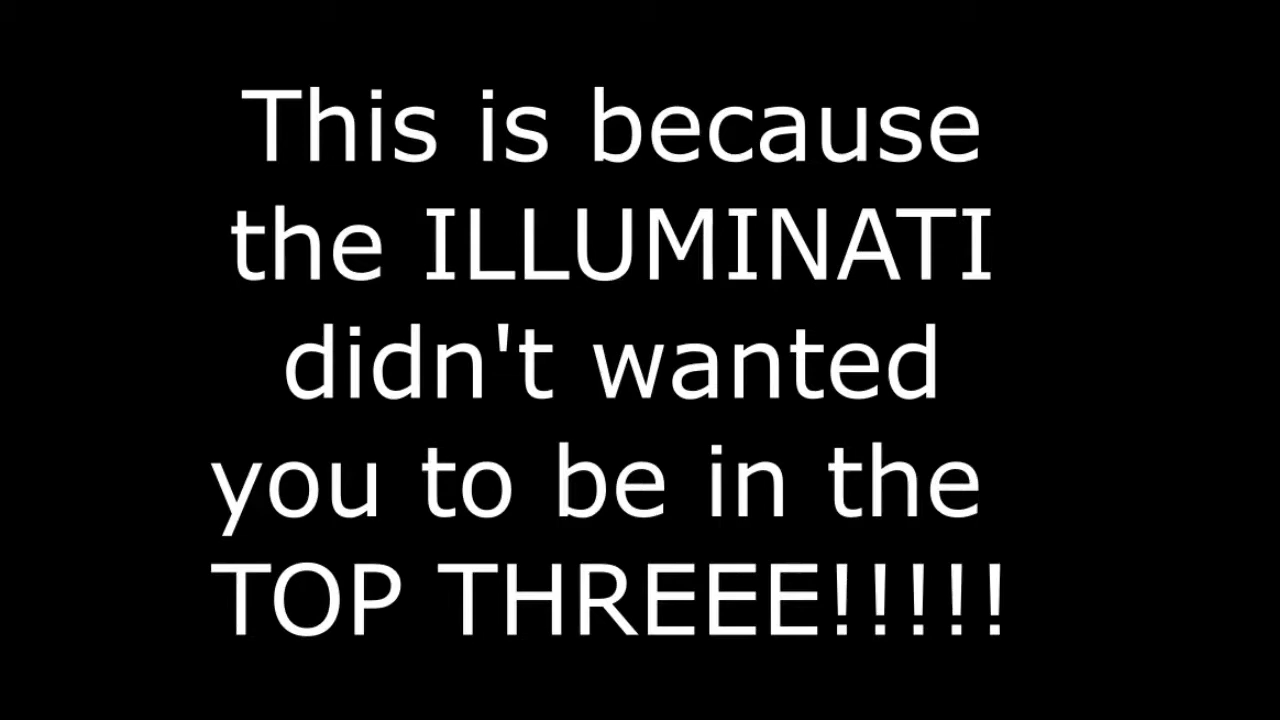 This is because
the ILLUMINATI
didn't wanted
you to be in the
TOP THREEE!!!!!